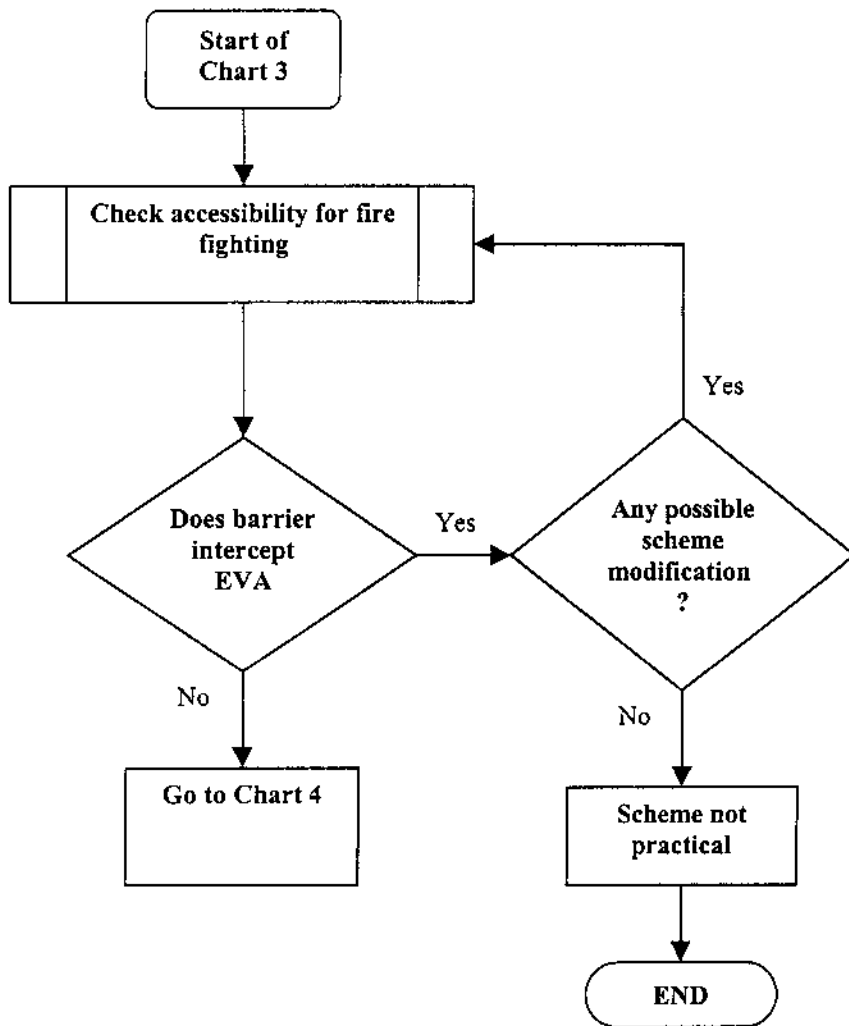 Start of
Chart 3
Check accessibility for fire
fighting
Yes
Does barrier
intercept
EVA
Yes
Any possible
scheme
modification
?
No
No
Go to Chart 4
Scheme not
practical
END